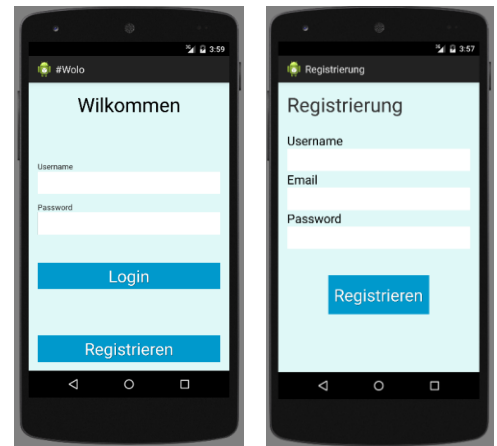 3:59
#Wolo
Wilkommen
Username
Password
Login
Registrieren
3:57
Registrierung
Registrierung
Username
Email
Password
Registrieren